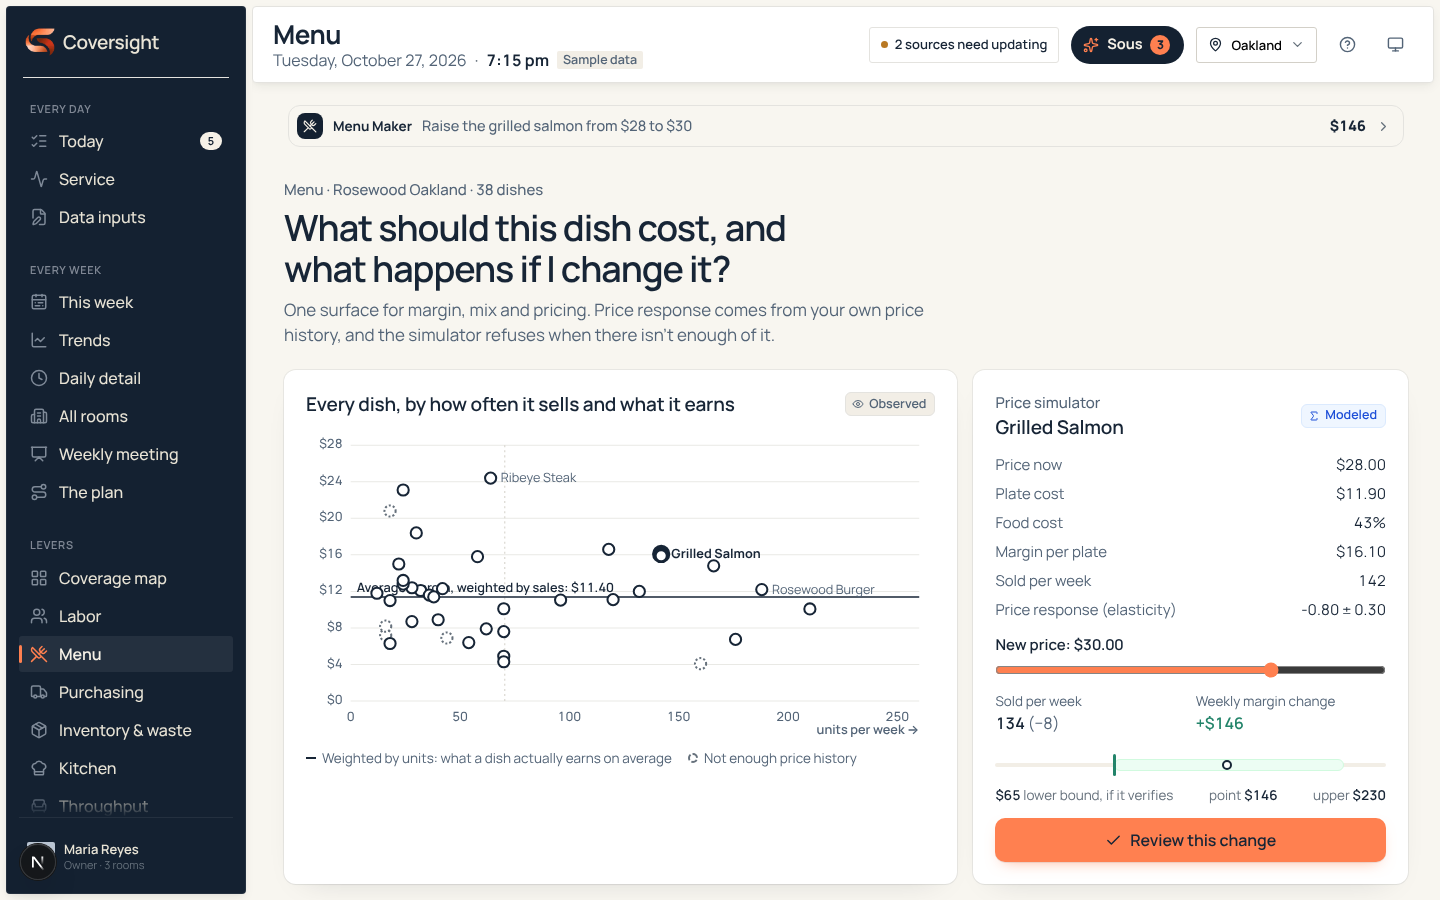 Coversight
EVERY DAY
Today
5
Service
Data inputs
EVERY WEEK
This week
Trends
Daily detail
All rooms
Weekly meeting
The plan
LEVERS
Coverage map
Labor
Menu
Purchasing
Inventory & waste
Kitchen
Throughput
N
Maria Reyes
Owner · 3 rooms
Menu
Tuesday, October 27, 2026 · 7:15 pm Sample data
2 sources need updating
Sous 3
Oakland
Menu Maker Raise the grilled salmon from $28 to $30 $146
Menu · Rosewood Oakland · 38 dishes
What should this dish cost, and
what happens if I change it?
One surface for margin, mix and pricing. Price response comes from your own price
history, and the simulator refuses when there isn't enough of it.
Every dish, by how often it sells and what it earns
Observed
$28
$24
$20
$16
$12
$8
$4
$0
Ribeye Steak
Grilled Salmon
Rosewood Burger
weighted by sales: $11.40
0 50 100 150 200 250
units per week →
Weighted by units: what a dish actually earns on average Not enough price history
Price simulator
Grilled Salmon
Modeled
Price now $28.00
Plate cost $11.90
Food cost 43%
Margin per plate $16.10
Sold per week 142
Price response (elasticity) -0.80 ± 0.30
New price: $30.00
Sold per week Weekly margin change
134 (−8) +$146
$65 lower bound, if it verifies point $146 upper $230
Review this change